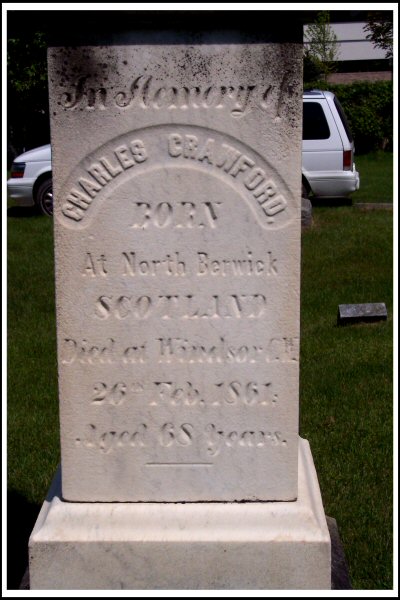 In Memory of
CHARLES CRAWFORD.
BORN
At North Berwick
SCOTLAND
Died at Windsor C.W.
26th Feb. 1861.
Aged 68 Years.